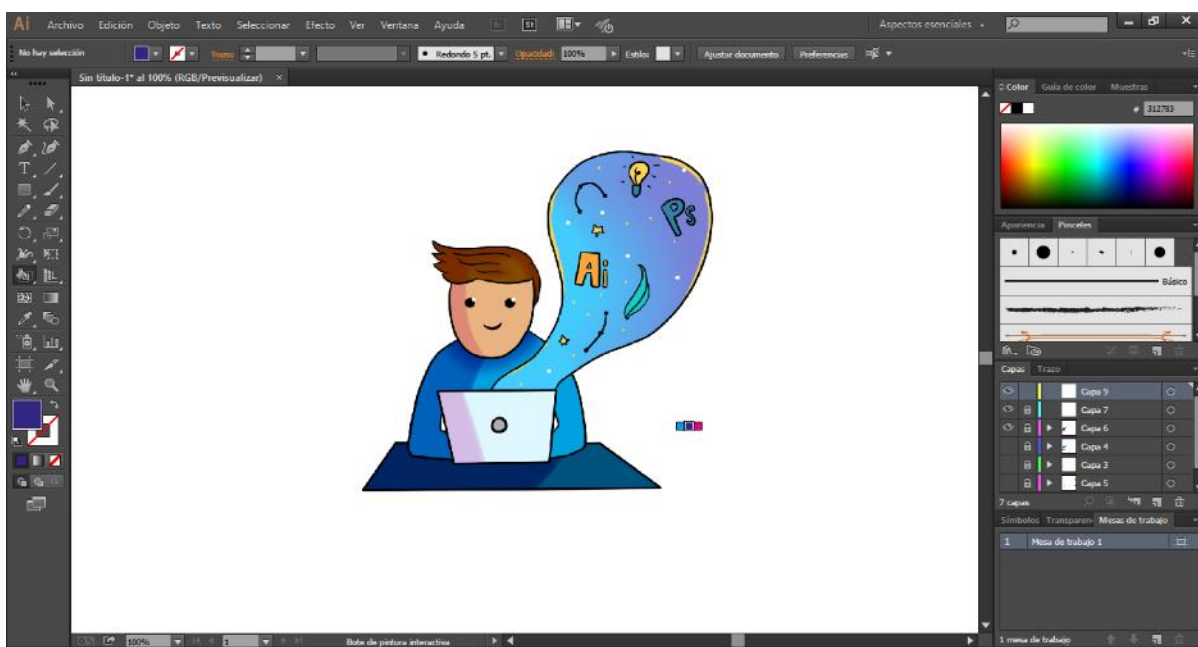 Ai Archivo Edición Objeto Texto Seleccionar Efecto Ver Ventana Ayuda St Aspectos esenciales
No hay selección Trazo: Redondo 5 pt. Opacidad: 100% Estilo: Ajustar documento Preferencias
Sin título-1* al 100% (RGB/Previsualizar) ×
Color Guía de color Muestras
# 312783
Apariencia Pinceles
Básico
Capas Trazo
Capa 9
Capa 7
Capa 6
Capa 4
Capa 3
Capa 5
7 capas
Símbolos Transparen Mesas de trabajo
1 Mesa de trabajo 1
1 mesa de trabajo
Ps
Ai
100% 1 Bote de pintura interactiva